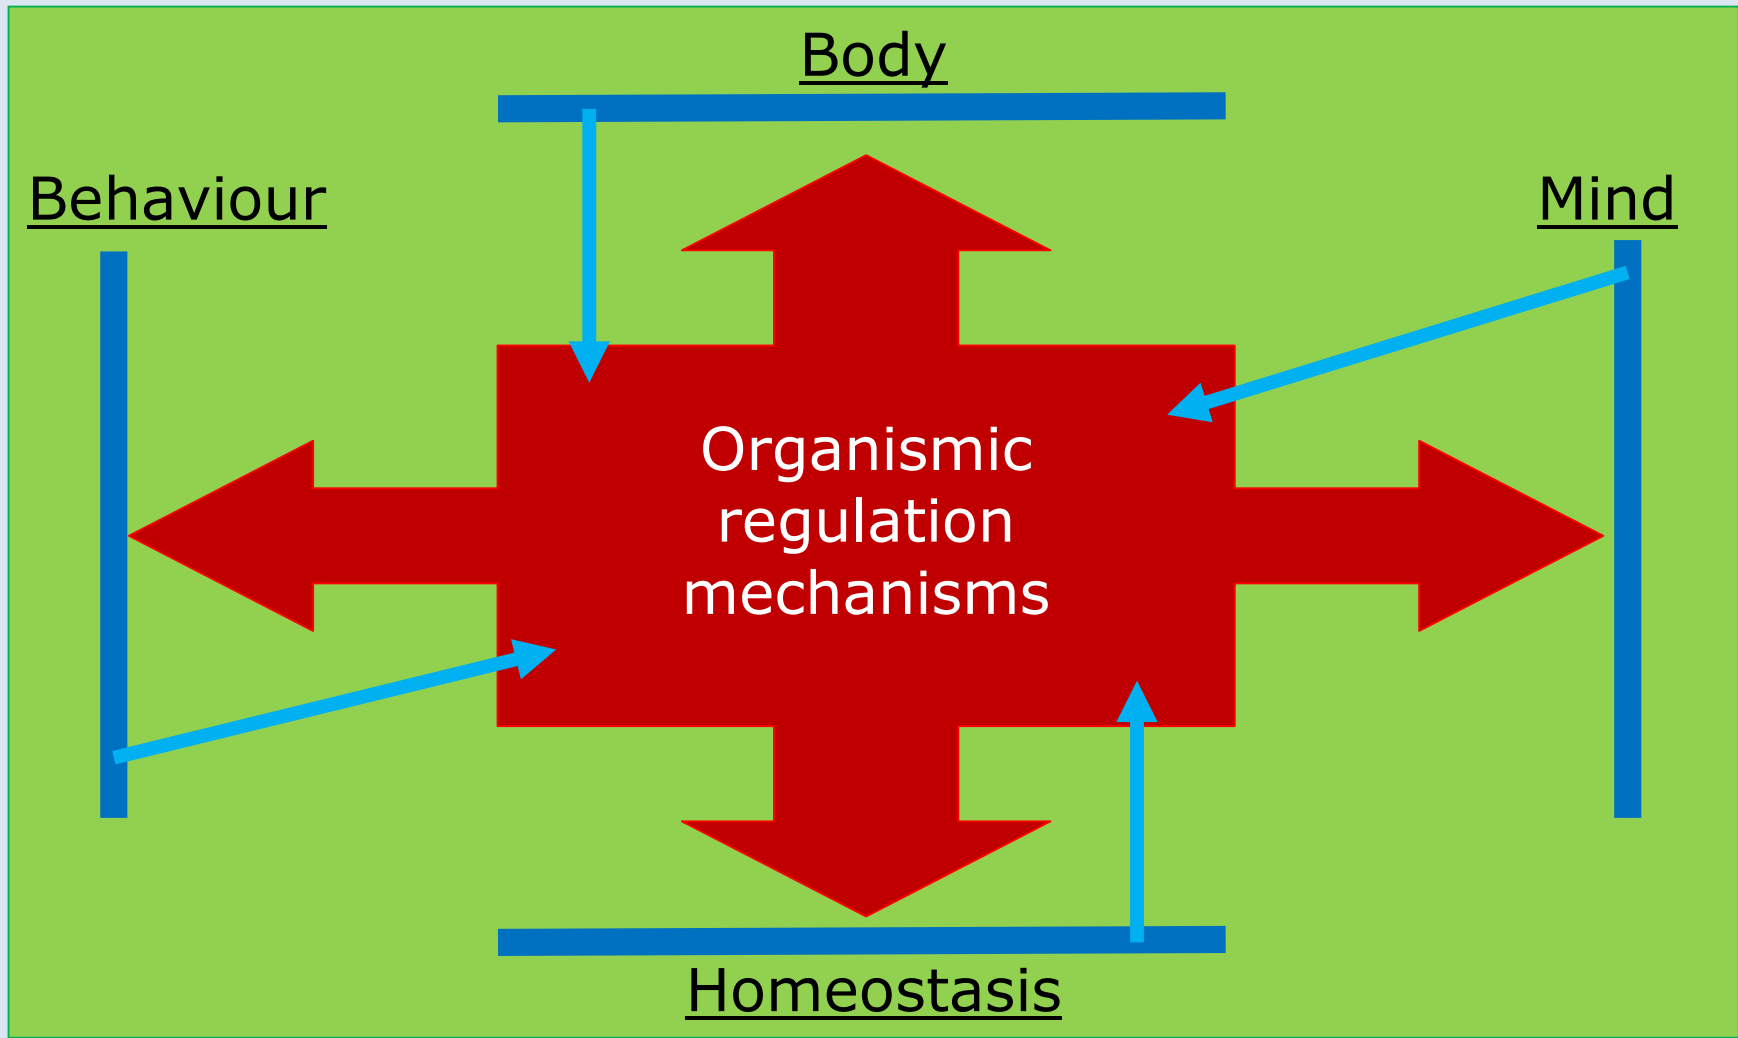 Body
Behaviour
Mind
Organismic
regulation
mechanisms
Homeostasis